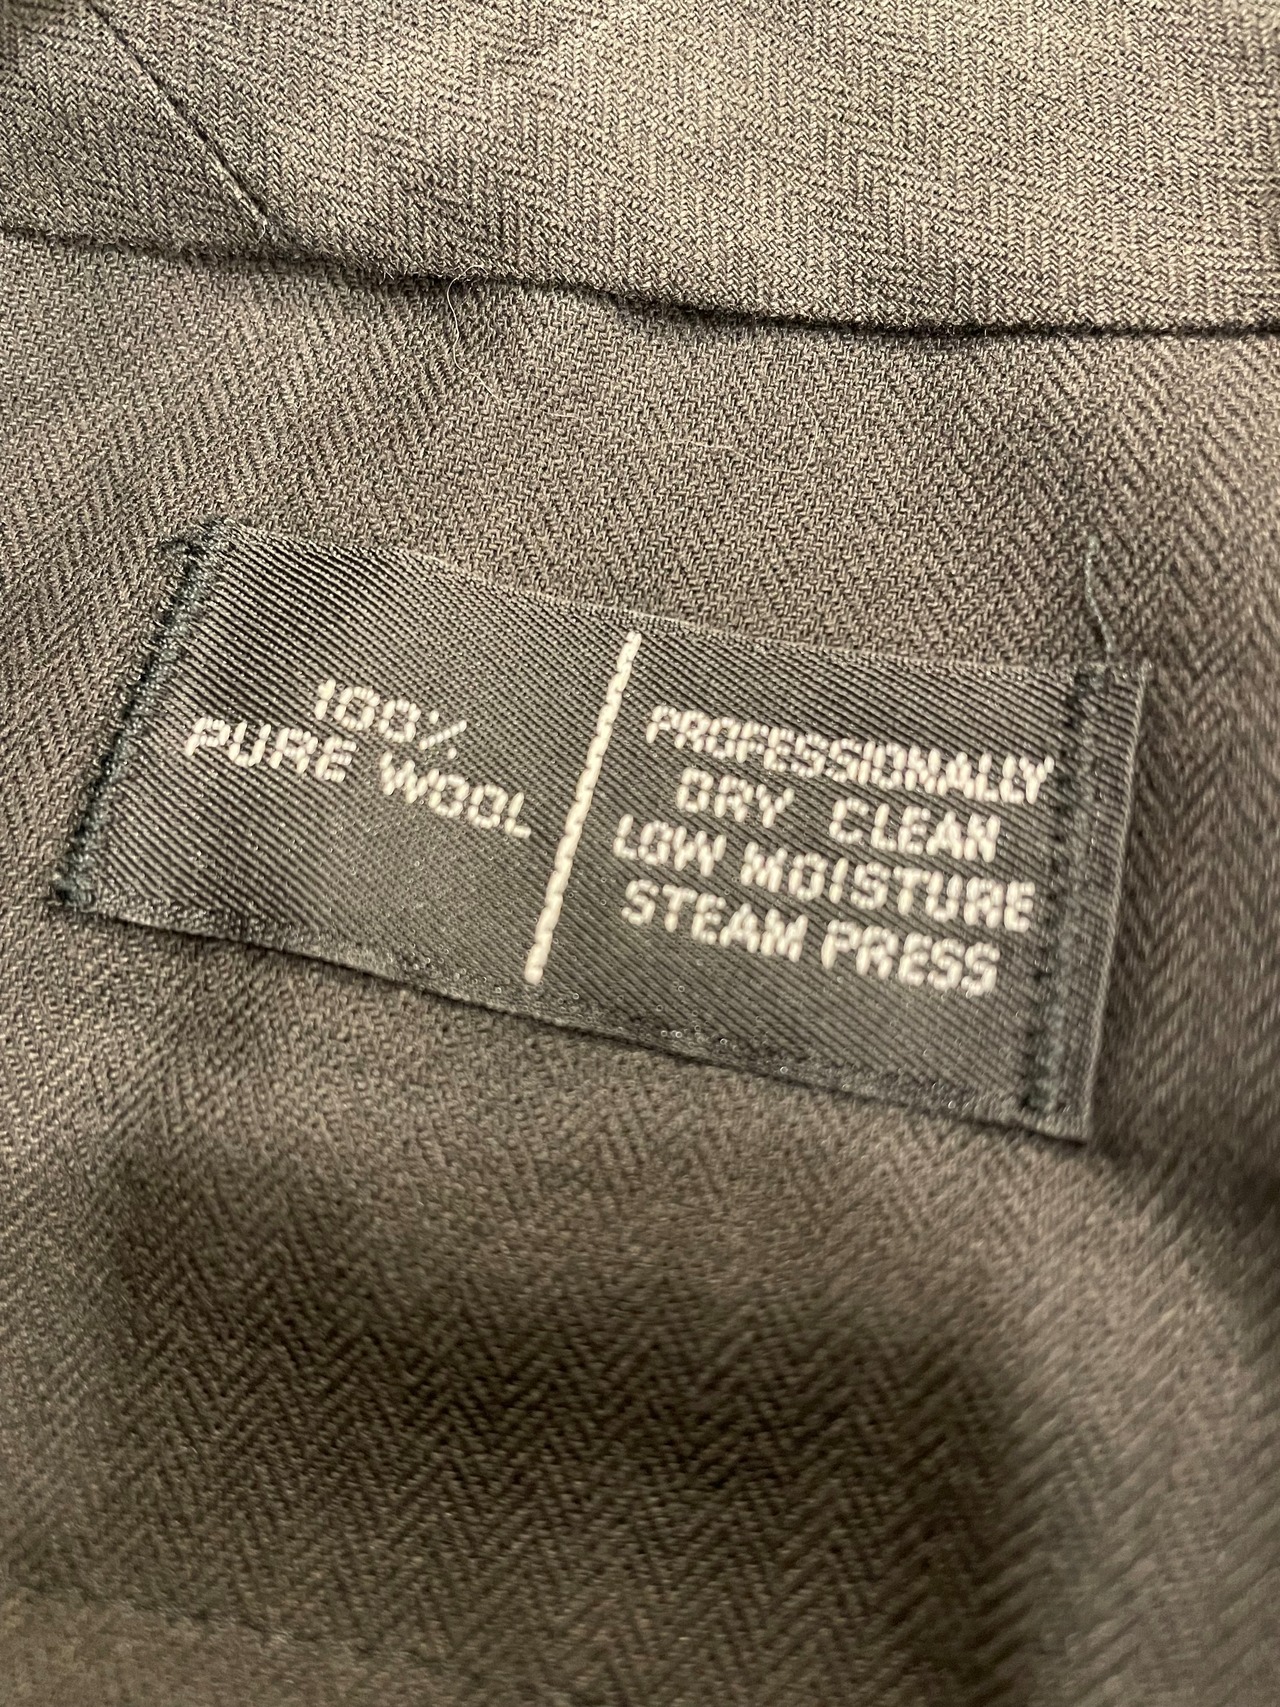 100%
PURE WOOL
PROFESSIONALLY
DRY CLEAN
LOW MOISTURE
STEAM PRESS